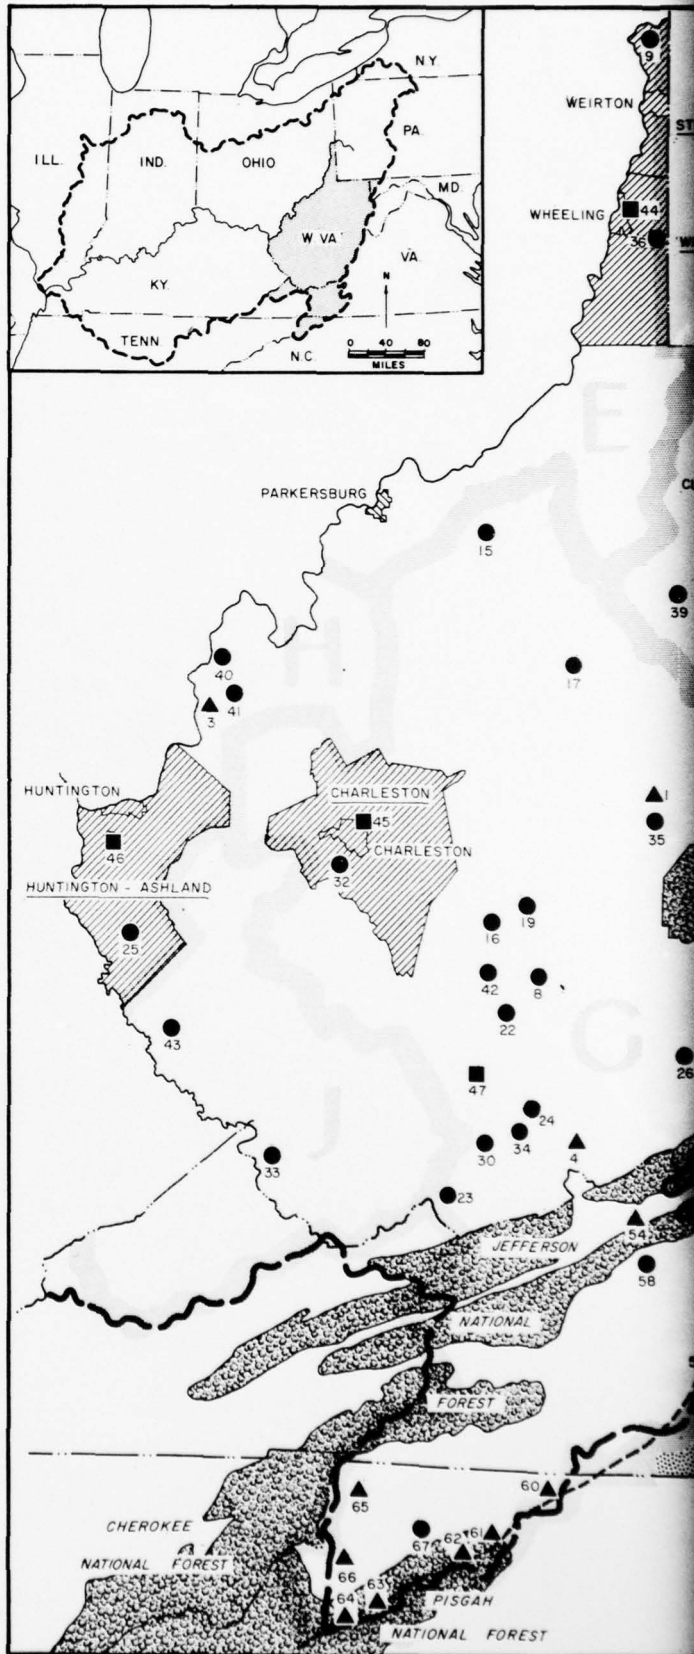 N.Y.
PA.
ILL.
IND.
OHIO
MD.
W. VA.
VA.
KY.
N
TENN.
N.C.
0 40 80
MILES
9
WEIRTON
ST
WHEELING
44
36
E
PARKERSBURG
15
39
H
40
17
41
3
HUNTINGTON
CHARLESTON
1
45
35
46
CHARLESTON
32
HUNTINGTON - ASHLAND
19
16
25
42
8
22
G
43
26
47
24
34
30
4
33
23
54
JEFFERSON
58
NATIONAL
FOREST
65
60
CHEROKEE
61
67
62
NATIONAL FOREST
66
63
64
PISGAH
NATIONAL FOREST
J